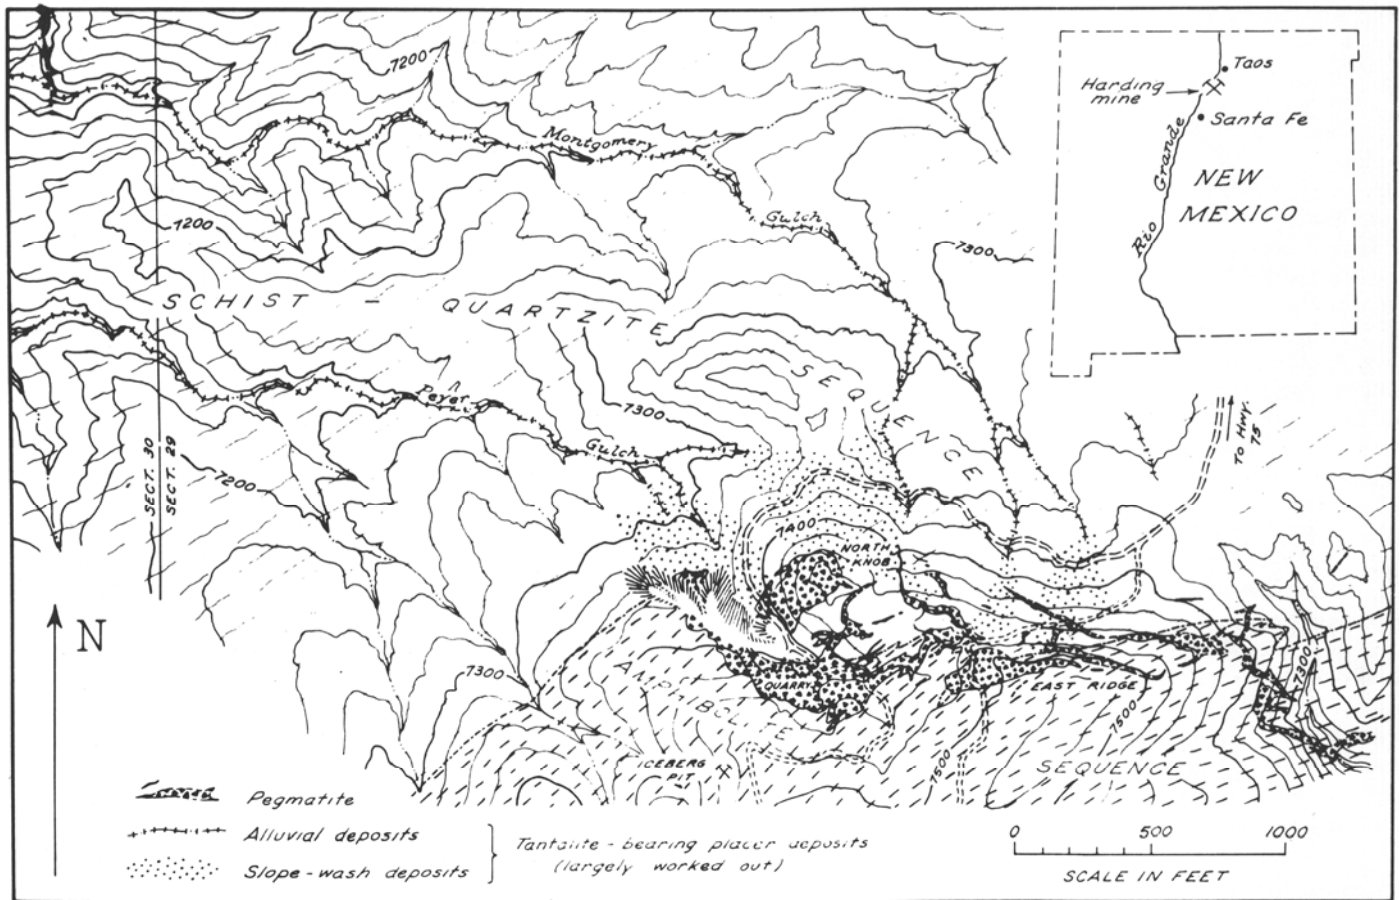 7200
Taos
Harding
mine
Santa Fe
Rio Grande
NEW
MEXICO
Montgomery
Gulch
7200
7300
SCHIST - QUARTZITE
SEQUENCE
Peyer
Gulch
7300
SECT. 30
SECT. 29
7200
TO HWY.
75
7400
NORTH
KNOB
7300
AMPHIBOLITE
QUARRY
EAST RIDGE
7300
7500
7500
ICEBERG
PIT
SEQUENCE
N
Pegmatite
Alluvial deposits
Slope-wash deposits
Tantalite-bearing placer deposits
(largely worked out)
0 500 1000
SCALE IN FEET